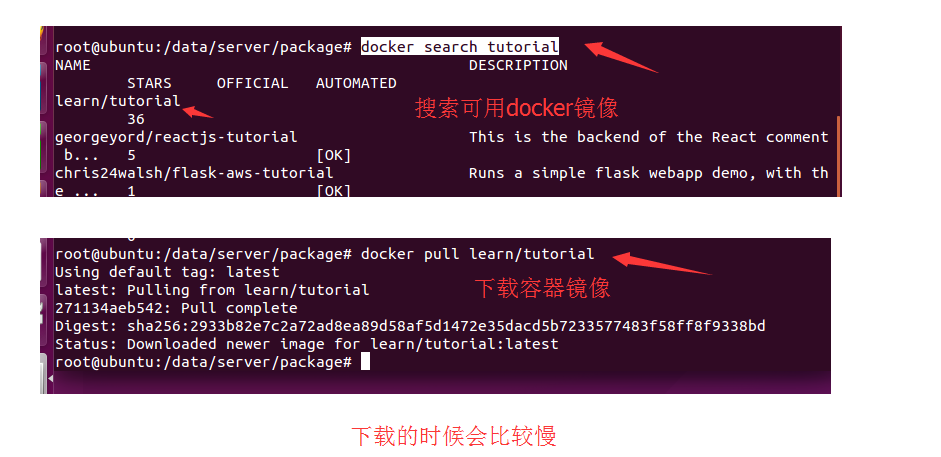 root@ubuntu:/data/server/package# docker search tutorial
NAME DESCRIPTION
STARS OFFICIAL AUTOMATED
learn/tutorial
36
搜索可用docker镜像
georgeyord/reactjs-tutorial This is the backend of the React comment
b... 5 [OK]
chris24walsh/flask-aws-tutorial Runs a simple flask webapp demo, with th
e ... 1 [OK]
root@ubuntu:/data/server/package# docker pull learn/tutorial
Using default tag: latest
latest: Pulling from learn/tutorial
下载容器镜像
271134aeb542: Pull complete
Digest: sha256:2933b82e7c2a72ad8ea89d58af5d1472e35dacd5b7233577483f58ff8f9338bd
Status: Downloaded newer image for learn/tutorial:latest
root@ubuntu:/data/server/package#
下载的时候会比较慢